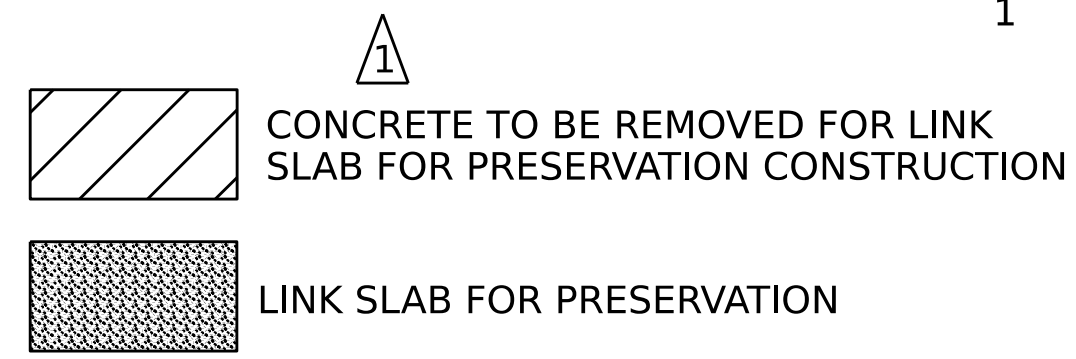 1
1
CONCRETE TO BE REMOVED FOR LINK
SLAB FOR PRESERVATION CONSTRUCTION
LINK SLAB FOR PRESERVATION